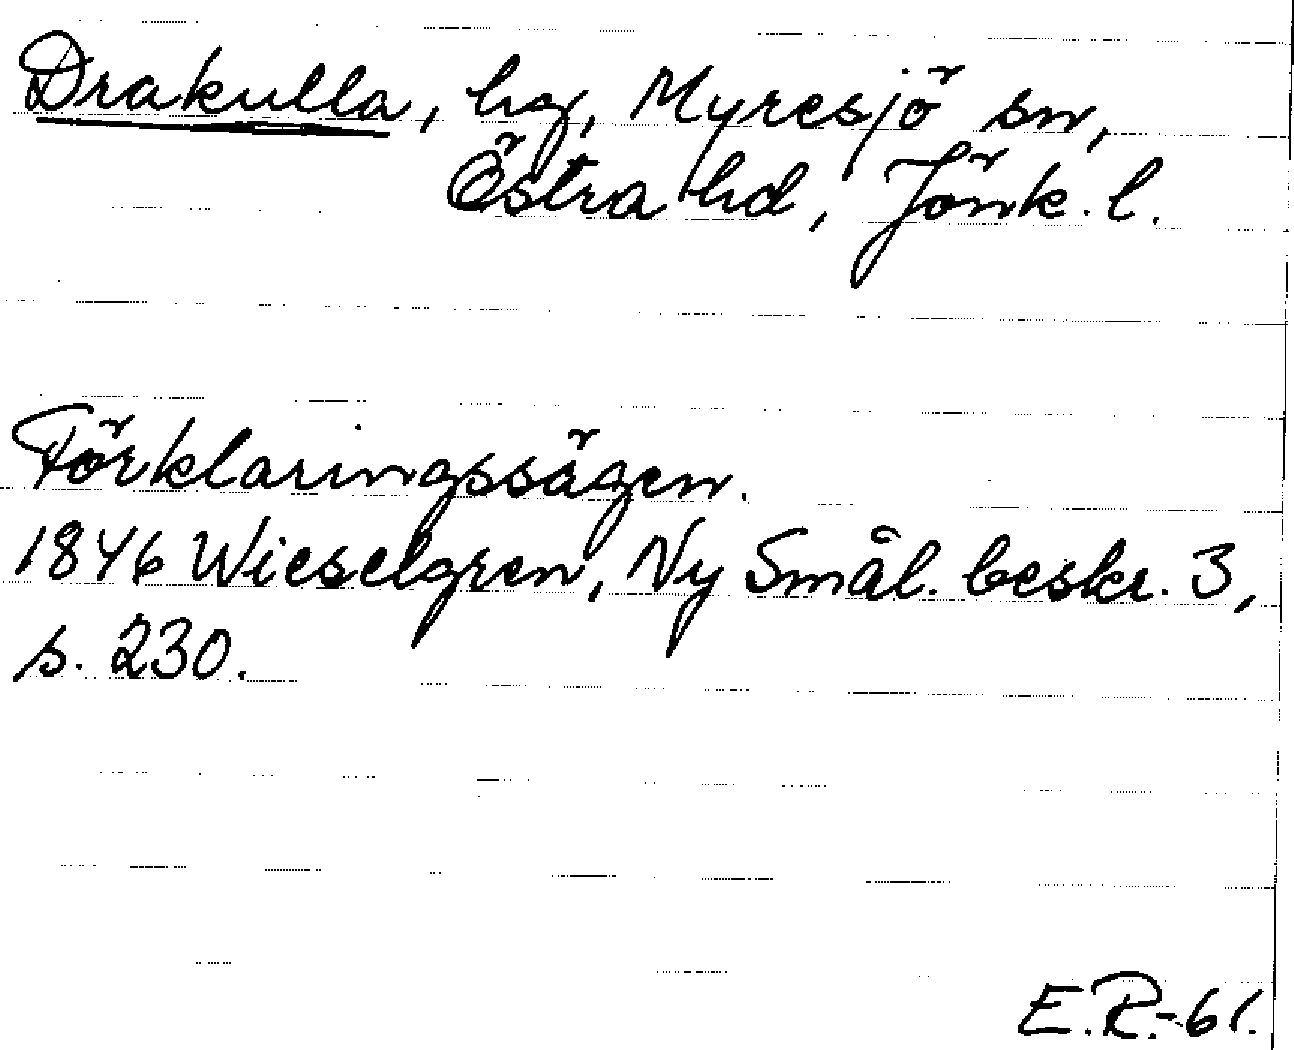 Drakulla, hg, Myresjö sn,
Östra hd, Jönk. l.
Förklaringssägen.
1846 Wieselgren, Ny Smål. beskr. 3,
s. 230.
E.R.-61.